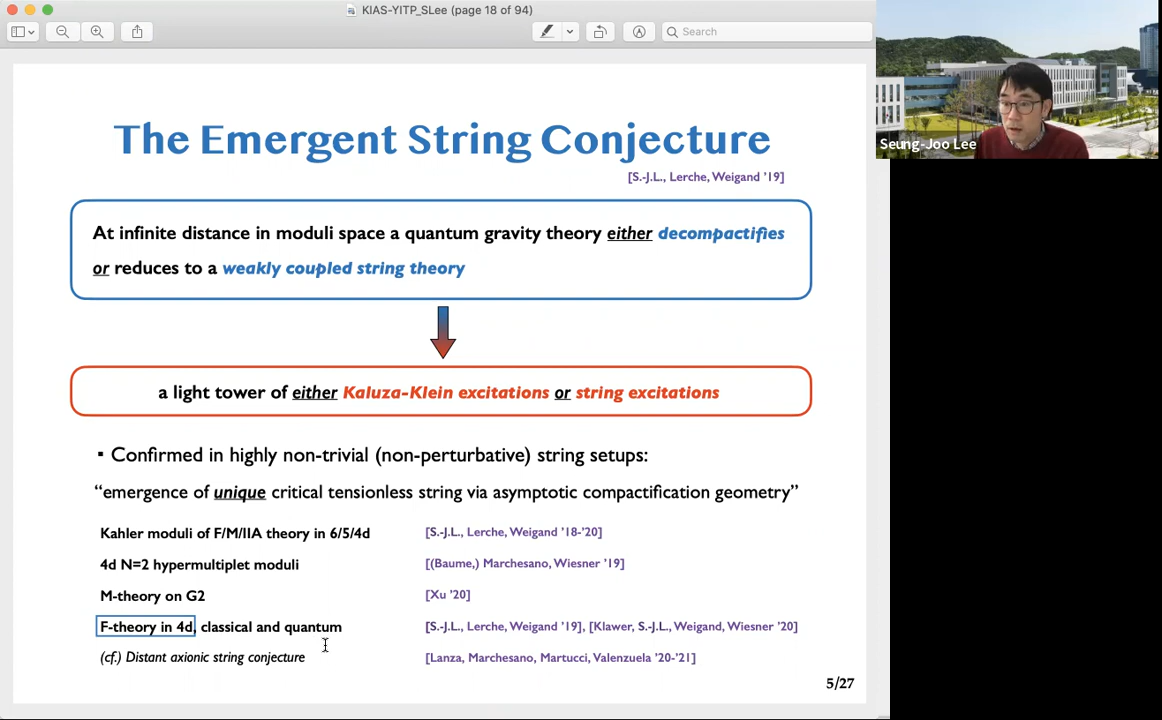 KIAS-YITP_SLee (page 18 of 94)
Search
The Emergent String Conjecture
[S.-J.L., Lerche, Weigand '19]
At infinite distance in moduli space a quantum gravity theory either decompactifies
or reduces to a weakly coupled string theory
a light tower of either Kaluza-Klein excitations or string excitations
▪ Confirmed in highly non-trivial (non-perturbative) string setups:
“emergence of unique critical tensionless string via asymptotic compactification geometry”
Kahler moduli of F/M/IIA theory in 6/5/4d [S.-J.L., Lerche, Weigand '18-'20]
4d N=2 hypermultiplet moduli [(Baume,) Marchesano, Wiesner '19]
M-theory on G2 [Xu '20]
F-theory in 4d, classical and quantum [S.-J.L., Lerche, Weigand '19], [Klawer, S.-J.L., Weigand, Wiesner '20]
(cf.) Distant axionic string conjecture [Lanza, Marchesano, Martucci, Valenzuela '20-'21]
5/27
Seung-Joo Lee